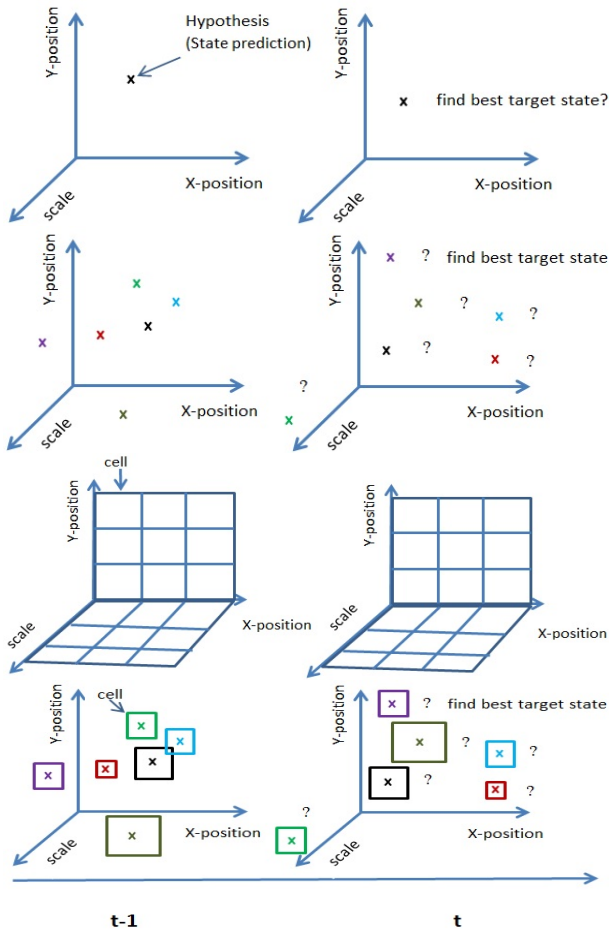 Y-position
Hypothesis
(State prediction)
X-position
scale
Y-position
x find best target state?
X-position
scale
Y-position
x
x
x
x
x
x
X-position
scale
Y-position
x ? find best target state
x ?
x ?
x ?
x ?
? x
X-position
scale
cell
Y-position
X-position
scale
Y-position
X-position
scale
Y-position
cell
x
x
x
x
x
x
X-position
scale
Y-position
x ? find best target state
x ?
x ?
x ?
x ?
? x
X-position
scale
t-1
t